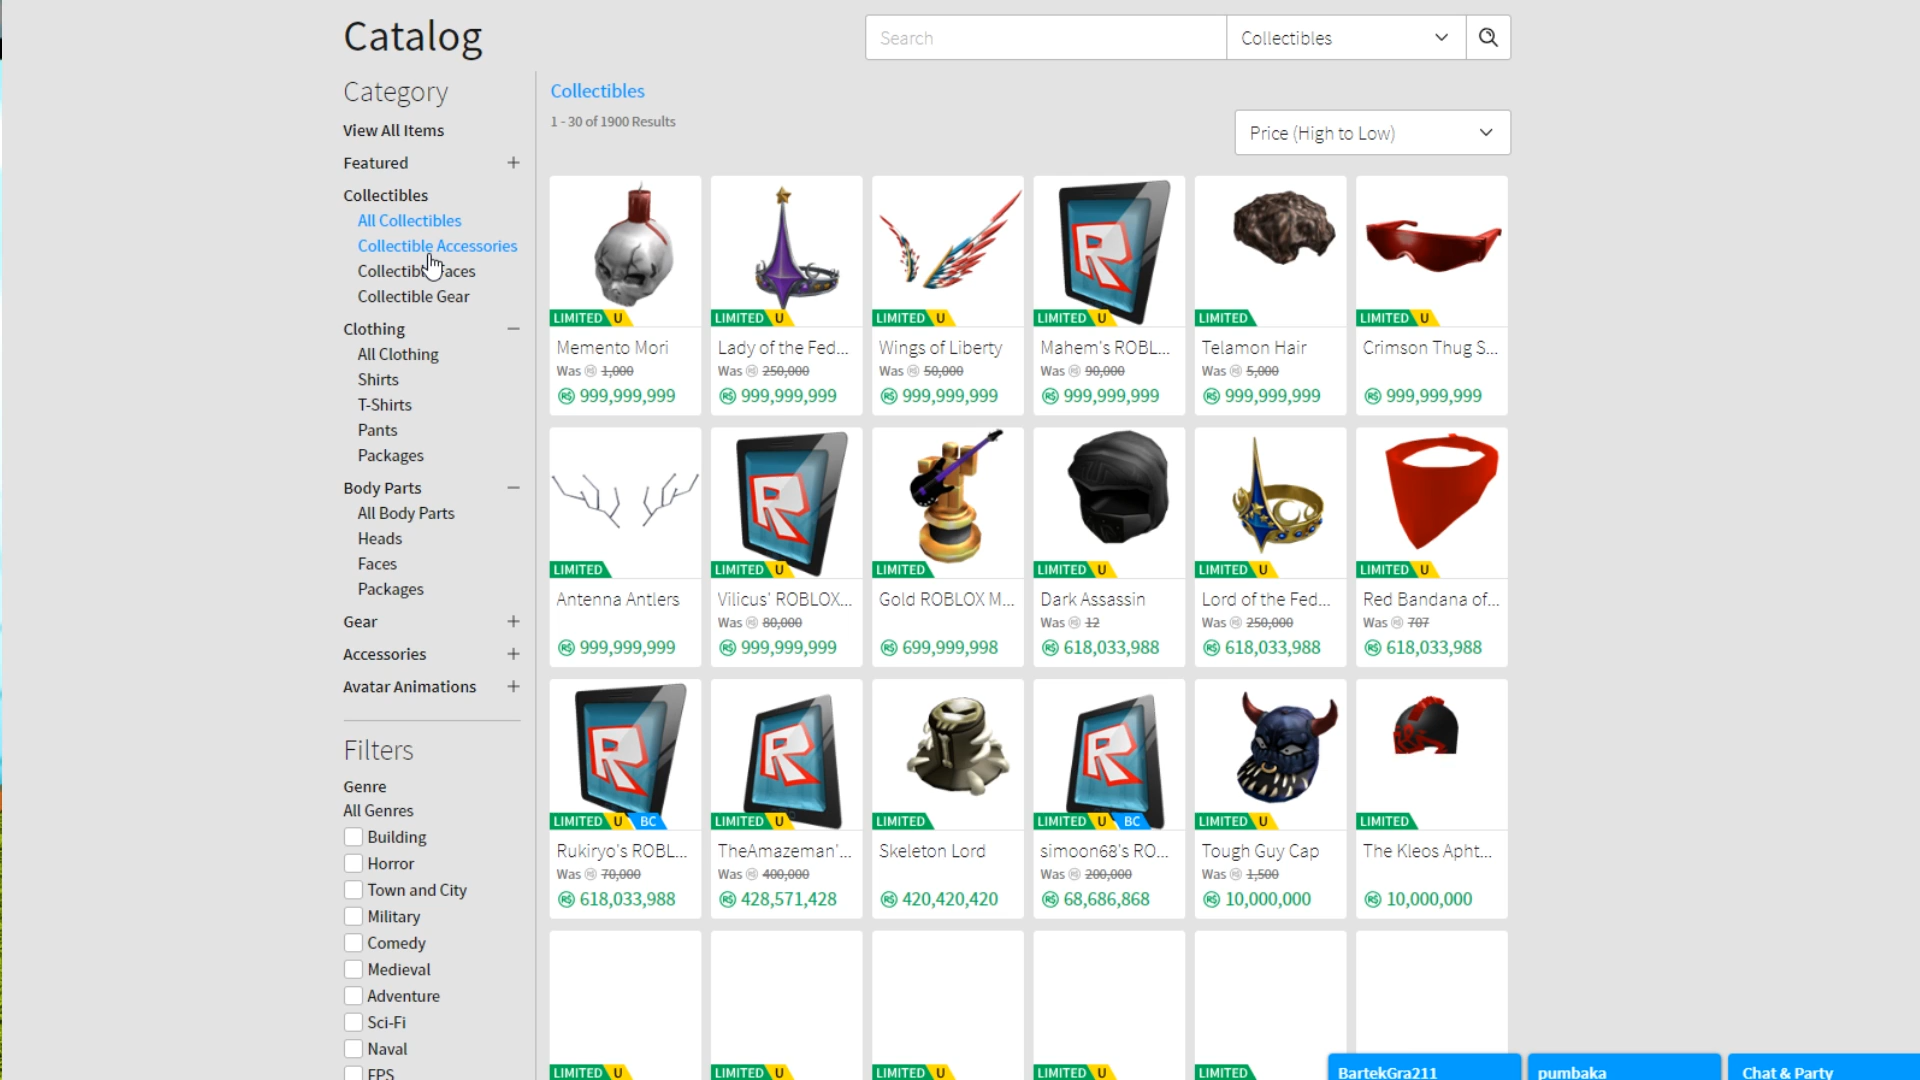 Catalog
Search
Collectibles
Category
View All Items
Featured
Collectibles
All Collectibles
Collectible Accessories
Collectible Faces
Collectible Gear
Clothing
All Clothing
Shirts
T-Shirts
Pants
Packages
Body Parts
All Body Parts
Heads
Faces
Packages
Gear
Accessories
Avatar Animations
Filters
Genre
All Genres
Building
Horror
Town and City
Military
Comedy
Medieval
Adventure
Sci-Fi
Naval
FPS
Collectibles
1 - 30 of 1900 Results
Price (High to Low)
LIMITED U
Memento Mori
Was R$ 1,000
R$ 999,999,999
LIMITED U
Lady of the Fed...
Was R$ 250,000
R$ 999,999,999
LIMITED U
Wings of Liberty
Was R$ 50,000
R$ 999,999,999
R
LIMITED U
Mahem's ROBL...
Was R$ 90,000
R$ 999,999,999
LIMITED
Telamon Hair
Was R$ 5,000
R$ 999,999,999
LIMITED U
Crimson Thug S...
R$ 999,999,999
LIMITED
Antenna Antlers
R$ 999,999,999
R
LIMITED U
Vilicus' ROBLOX...
Was R$ 80,000
R$ 999,999,999
LIMITED
Gold ROBLOX M...
R$ 699,999,998
LIMITED U
Dark Assassin
Was R$ 12
R$ 618,033,988
LIMITED U
Lord of the Fed...
Was R$ 250,000
R$ 618,033,988
LIMITED U
Red Bandana of...
Was R$ 707
R$ 618,033,988
R
LIMITED U BC
Rukiryo's ROBL...
Was R$ 70,000
R$ 618,033,988
R
LIMITED U
TheAmazeman'...
Was R$ 400,000
R$ 428,571,428
LIMITED
Skeleton Lord
R$ 420,420,420
R
LIMITED U BC
simoon68's RO...
Was R$ 200,000
R$ 68,686,868
LIMITED U
Tough Guy Cap
Was R$ 1,500
R$ 10,000,000
LIMITED
The Kleos Apht...
R$ 10,000,000
LIMITED U
LIMITED U
LIMITED U
LIMITED U
LIMITED
BartekGra211
pumbaka
Chat & Party